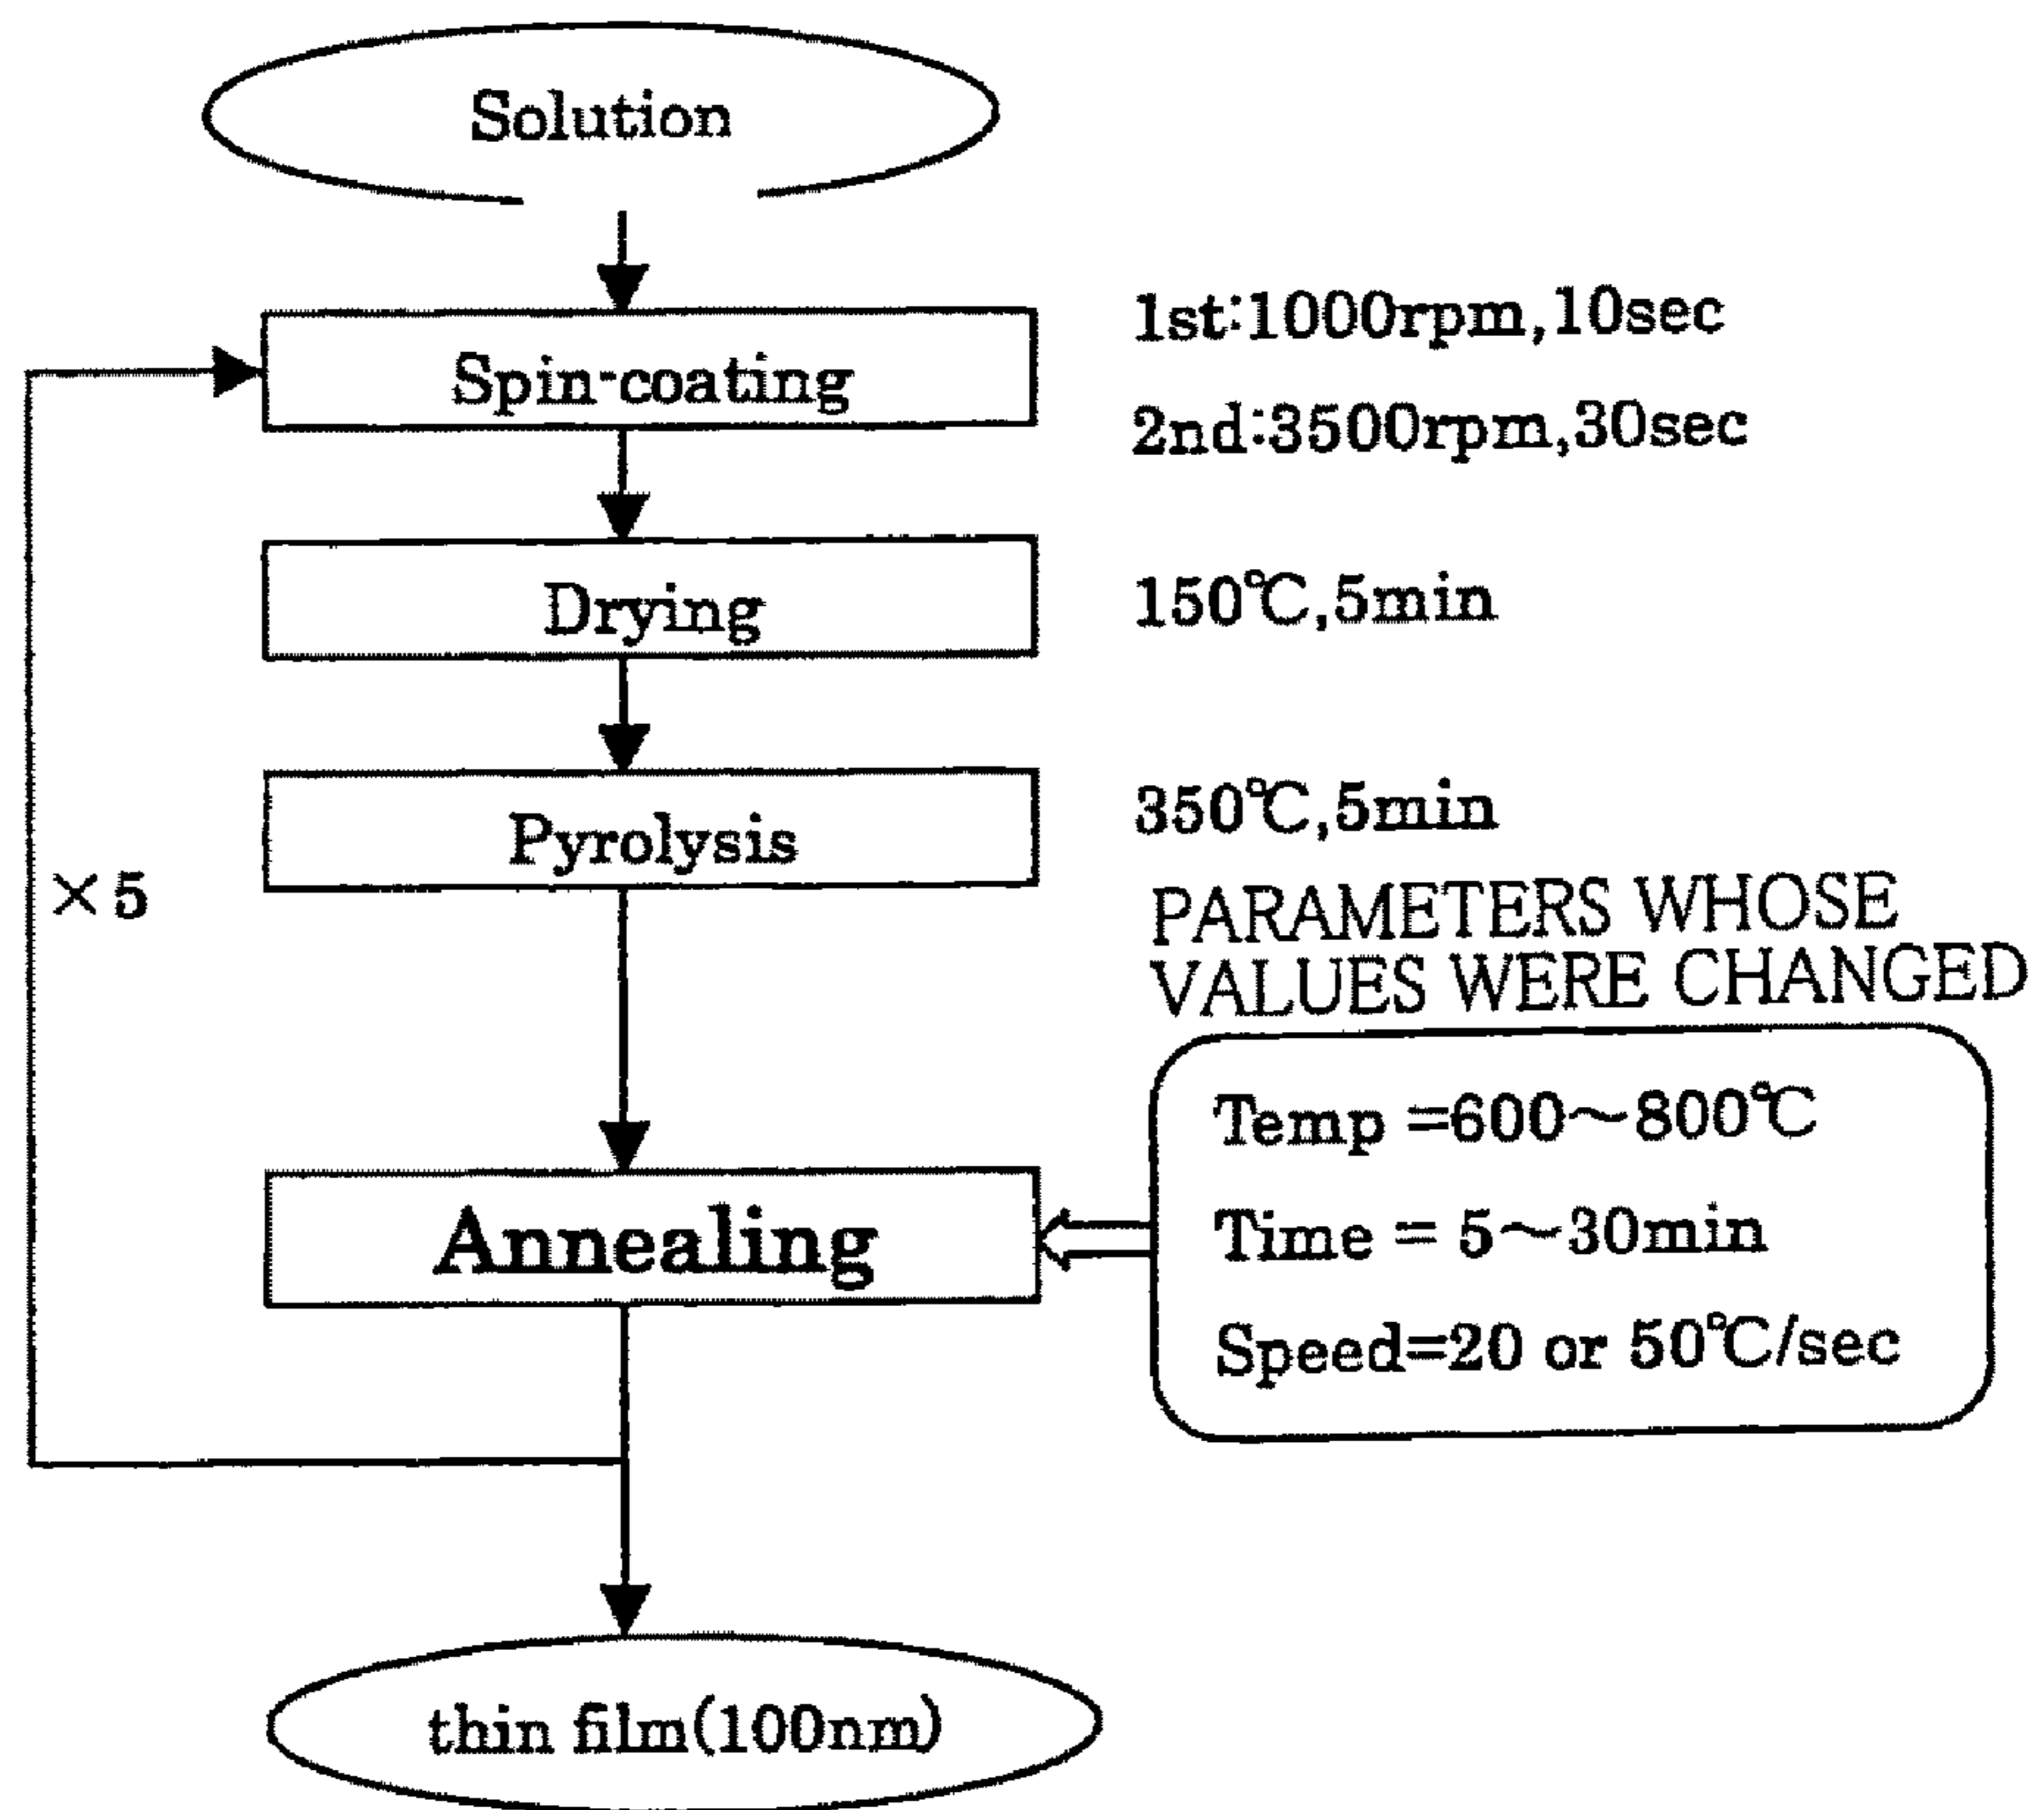 Solution
Spin-coating
1st:1000rpm,10sec
2nd:3500rpm,30sec
Drying
150℃,5min
Pyrolysis
350℃,5min
×5
PARAMETERS WHOSE
VALUES WERE CHANGED
Annealing
Temp =600～800℃
Time = 5～30min
Speed=20 or 50℃/sec
thin film(100nm)